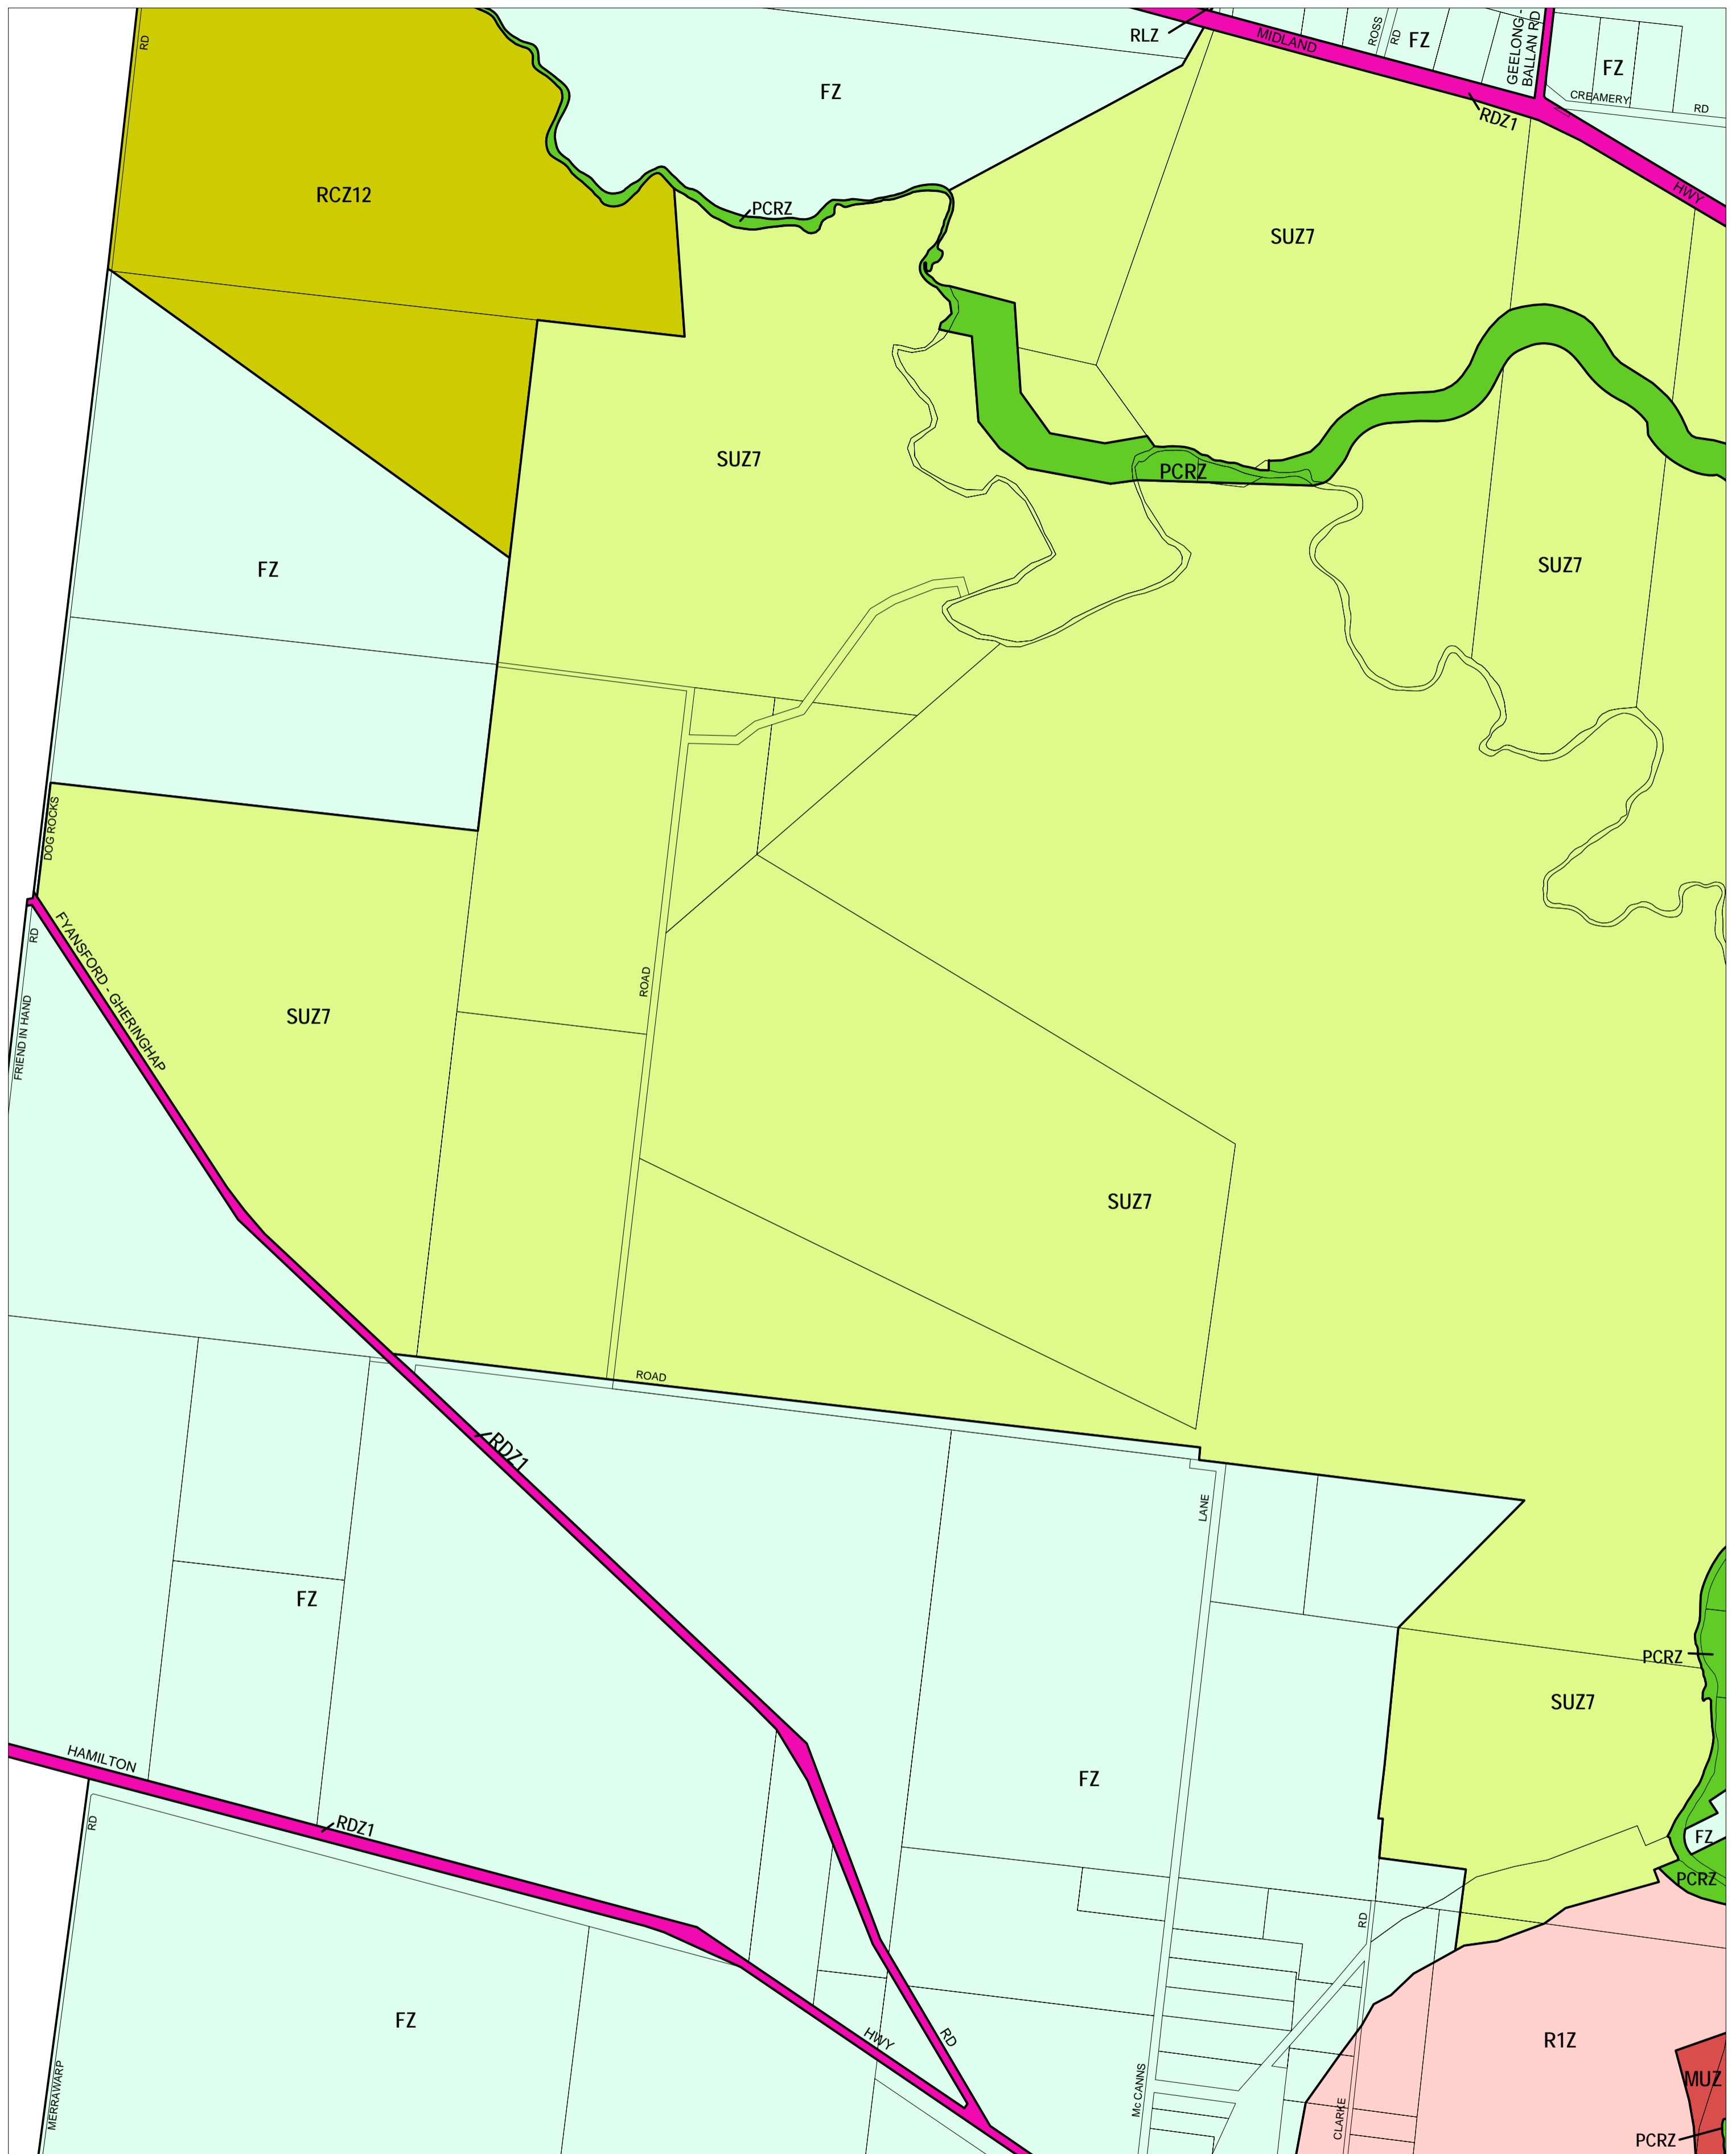 RD
RLZ
MIDLAND
ROSS
RD
FZ
GEELONG -
BALLAN RD
FZ
FZ
CREAMERY
RD
RDZ1
HWY
RCZ12
PCRZ
SUZ7
SUZ7
PCRZ
FZ
SUZ7
DOG ROCKS
RD
FYANSFORD - GHERINGHAP
FRIEND IN HAND
ROAD
SUZ7
SUZ7
ROAD
RDZ1
LANE
FZ
PCRZ
SUZ7
HAMILTON
FZ
RD
RDZ1
FZ
PCRZ
RD
FZ
HWY
RD
R1Z
MUZ
MERRAWARP
Mc CANNS
CLARKE
PCRZ